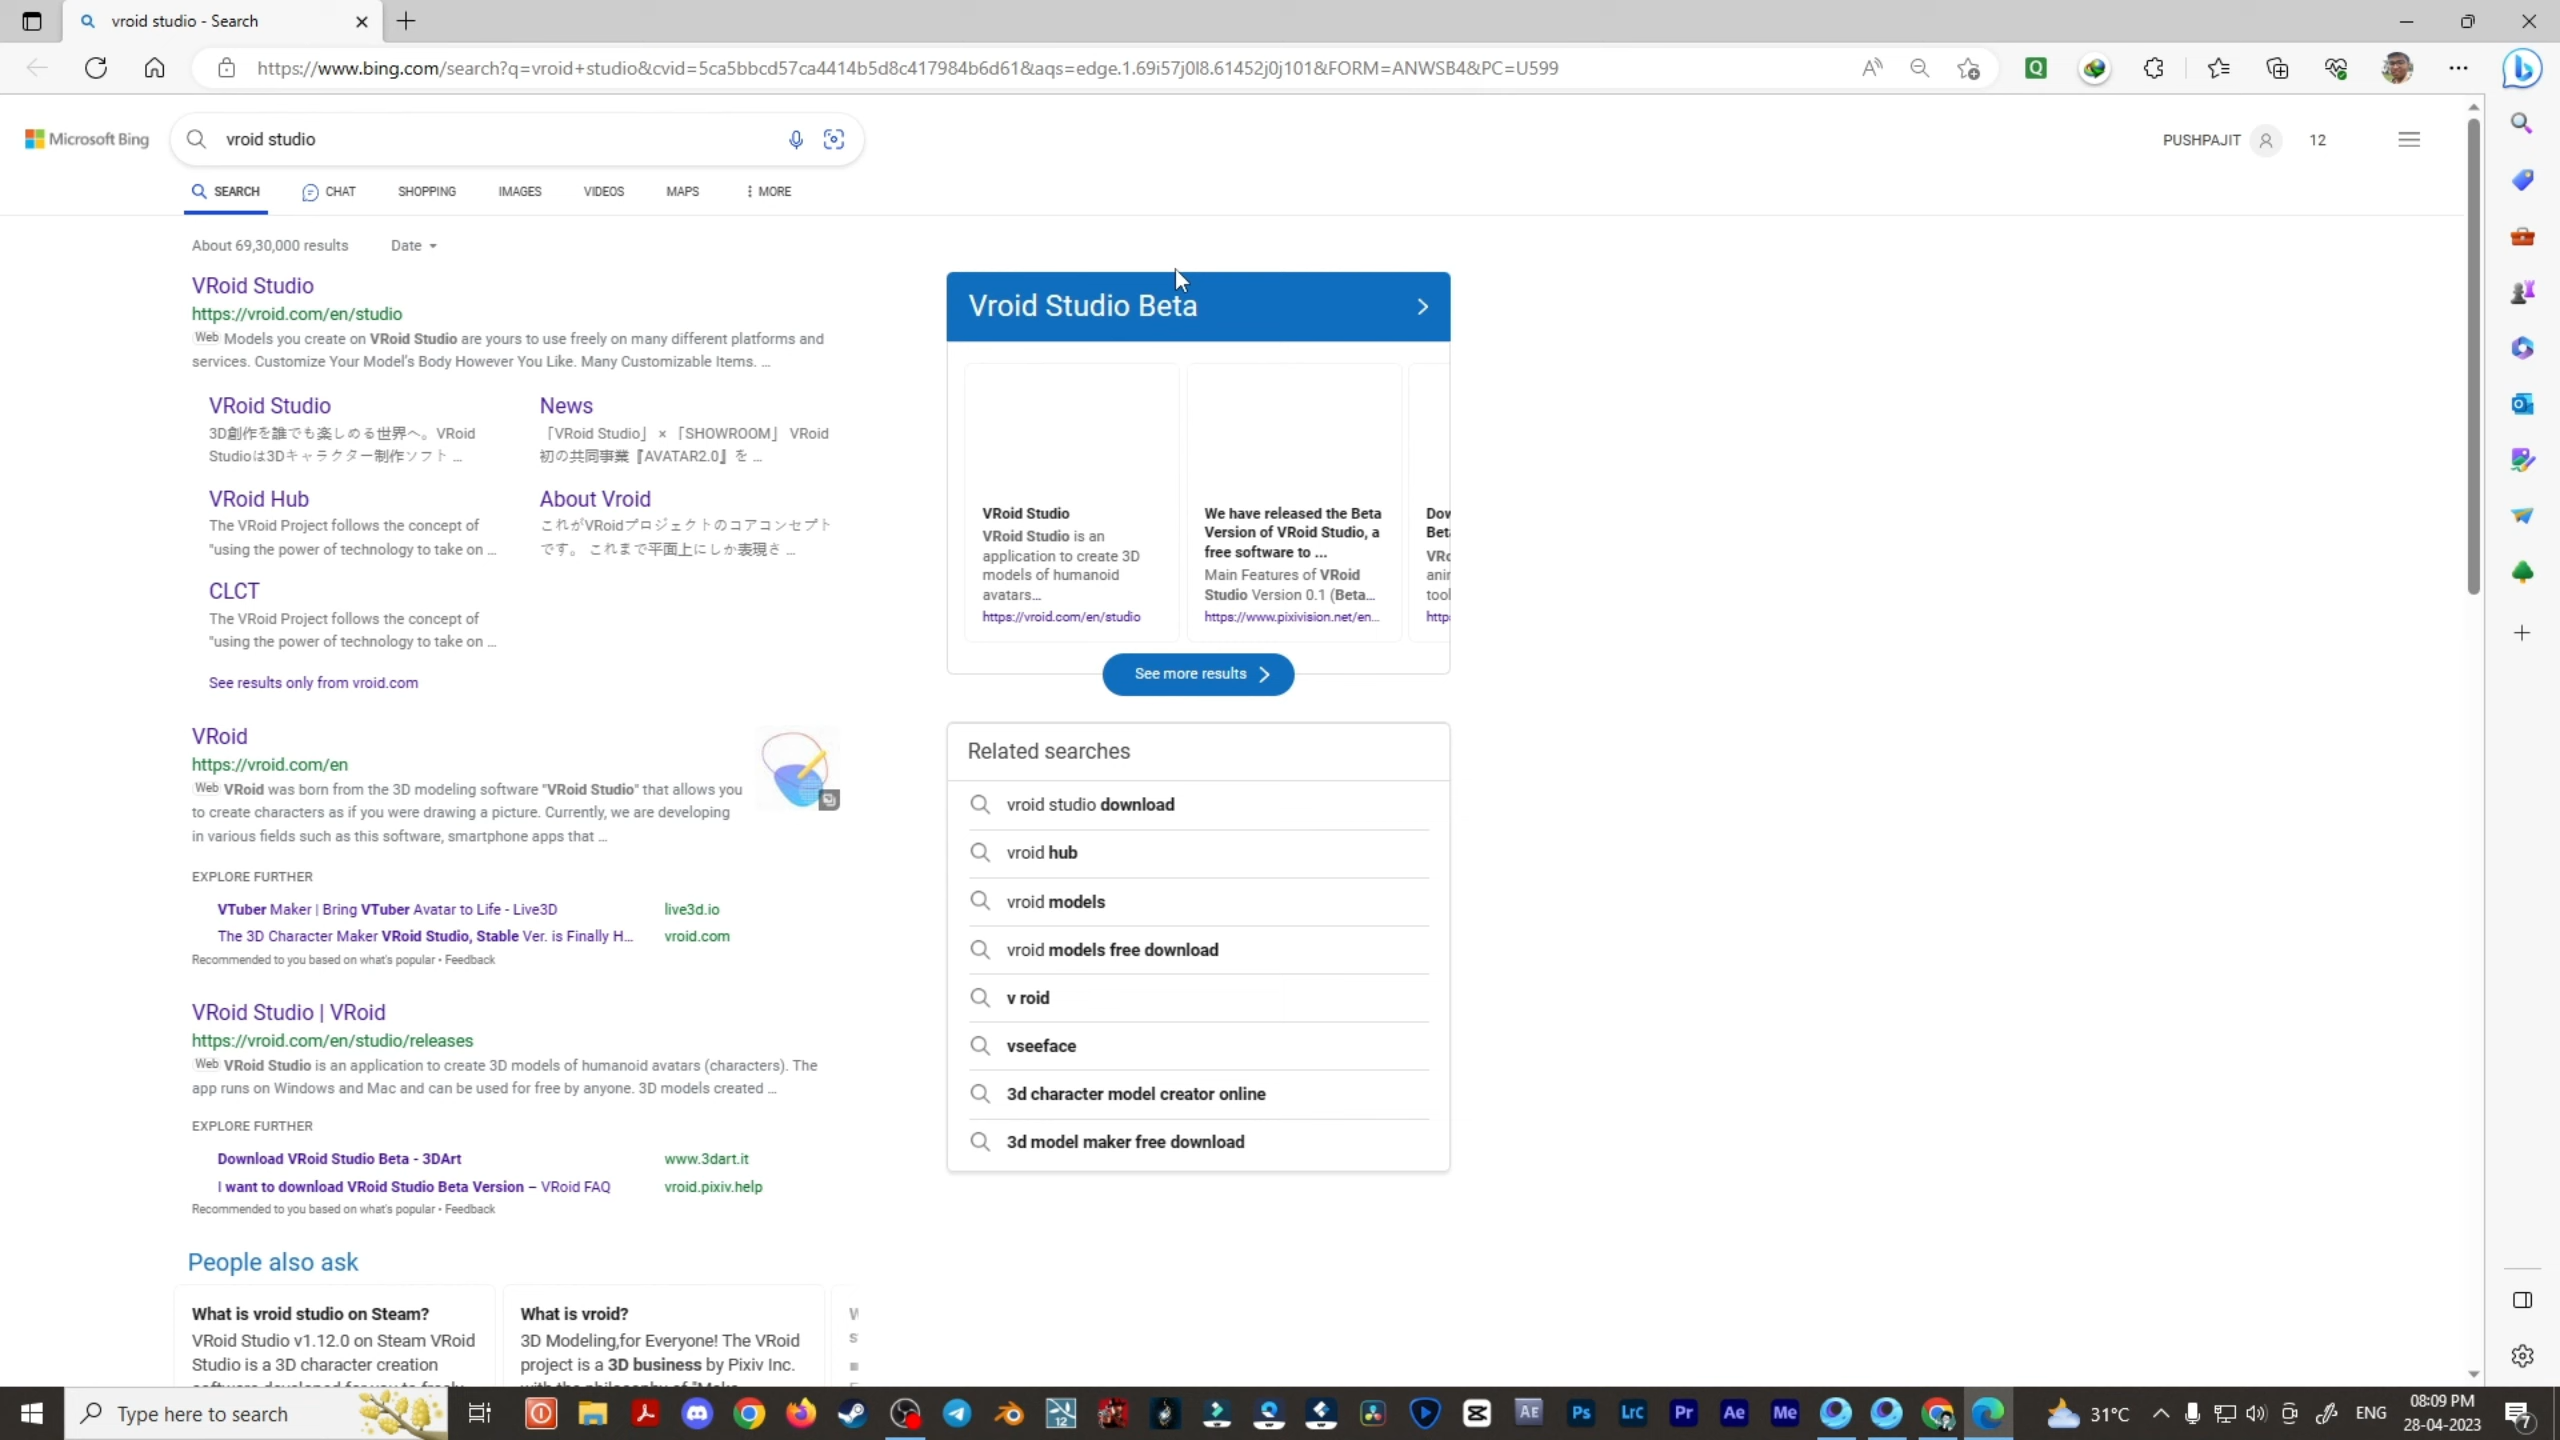 vroid studio - Search
https://www.bing.com/search?q=vroid+studio&cvid=5ca5bbcd57ca4414b5d8c417984b6d61&aqs=edge.1.69i57j0l8.61452j0j101&FORM=ANWSB4&PC=U599
Microsoft Bing
vroid studio
PUSHPAJIT
12
SEARCH
CHAT
SHOPPING
IMAGES
VIDEOS
MAPS
MORE
About 69,30,000 results
Date
VRoid Studio
https://vroid.com/en/studio
Web Models you create on VRoid Studio are yours to use freely on many different platforms and
services. Customize Your Model's Body However You Like. Many Customizable Items. ...
VRoid Studio
3D創作を誰でも楽しめる世界へ。VRoid
Studioは3Dキャラクター制作ソフト ...
News
「VRoid Studio」 × 「SHOWROOM」 VRoid
初の共同事業『AVATAR2.0』を ...
VRoid Hub
The VRoid Project follows the concept of
"using the power of technology to take on ...
About Vroid
これがVRoidプロジェクトのコアコンセプト
です。 これまで平面上にしか表現さ ...
CLCT
The VRoid Project follows the concept of
"using the power of technology to take on ...
See results only from vroid.com
VRoid
https://vroid.com/en
Web VRoid was born from the 3D modeling software "VRoid Studio" that allows you
to create characters as if you were drawing a picture. Currently, we are developing
in various fields such as this software, smartphone apps that ...
EXPLORE FURTHER
VTuber Maker | Bring VTuber Avatar to Life - Live3D
live3d.io
The 3D Character Maker VRoid Studio, Stable Ver. is Finally H...
vroid.com
Recommended to you based on what's popular • Feedback
VRoid Studio | VRoid
https://vroid.com/en/studio/releases
Web VRoid Studio is an application to create 3D models of humanoid avatars (characters). The
app runs on Windows and Mac and can be used for free by anyone. 3D models created ...
EXPLORE FURTHER
Download VRoid Studio Beta - 3DArt
www.3dart.it
I want to download VRoid Studio Beta Version – VRoid FAQ
vroid.pixiv.help
Recommended to you based on what's popular • Feedback
People also ask
What is vroid studio on Steam?
VRoid Studio v1.12.0 on Steam VRoid
Studio is a 3D character creation
What is vroid?
3D Modeling,for Everyone! The VRoid
project is a 3D business by Pixiv Inc.
Vroid Studio Beta
VRoid Studio
VRoid Studio is an
application to create 3D
models of humanoid
avatars...
https://vroid.com/en/studio
We have released the Beta
Version of VRoid Studio, a
free software to ...
Main Features of VRoid
Studio Version 0.1 (Beta...
https://www.pixivision.net/en...
See more results
Related searches
vroid studio download
vroid hub
vroid models
vroid models free download
v roid
vseeface
3d character model creator online
3d model maker free download
Type here to search
12
AE
Ps
LrC
Pr
Ae
Me
31°C
ENG
08:09 PM
28-04-2023
7